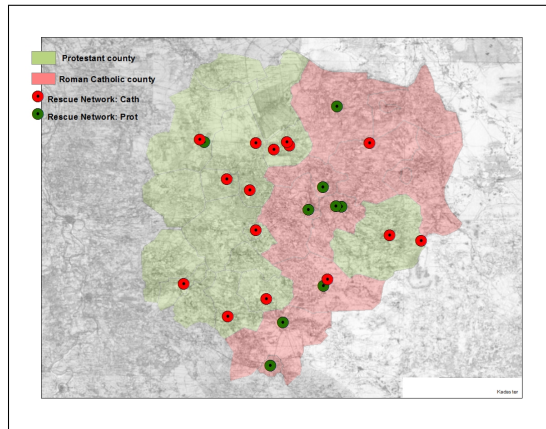 Protestant county
Roman Catholic county
Rescue Network: Cath
Rescue Network: Prot
Kadaster